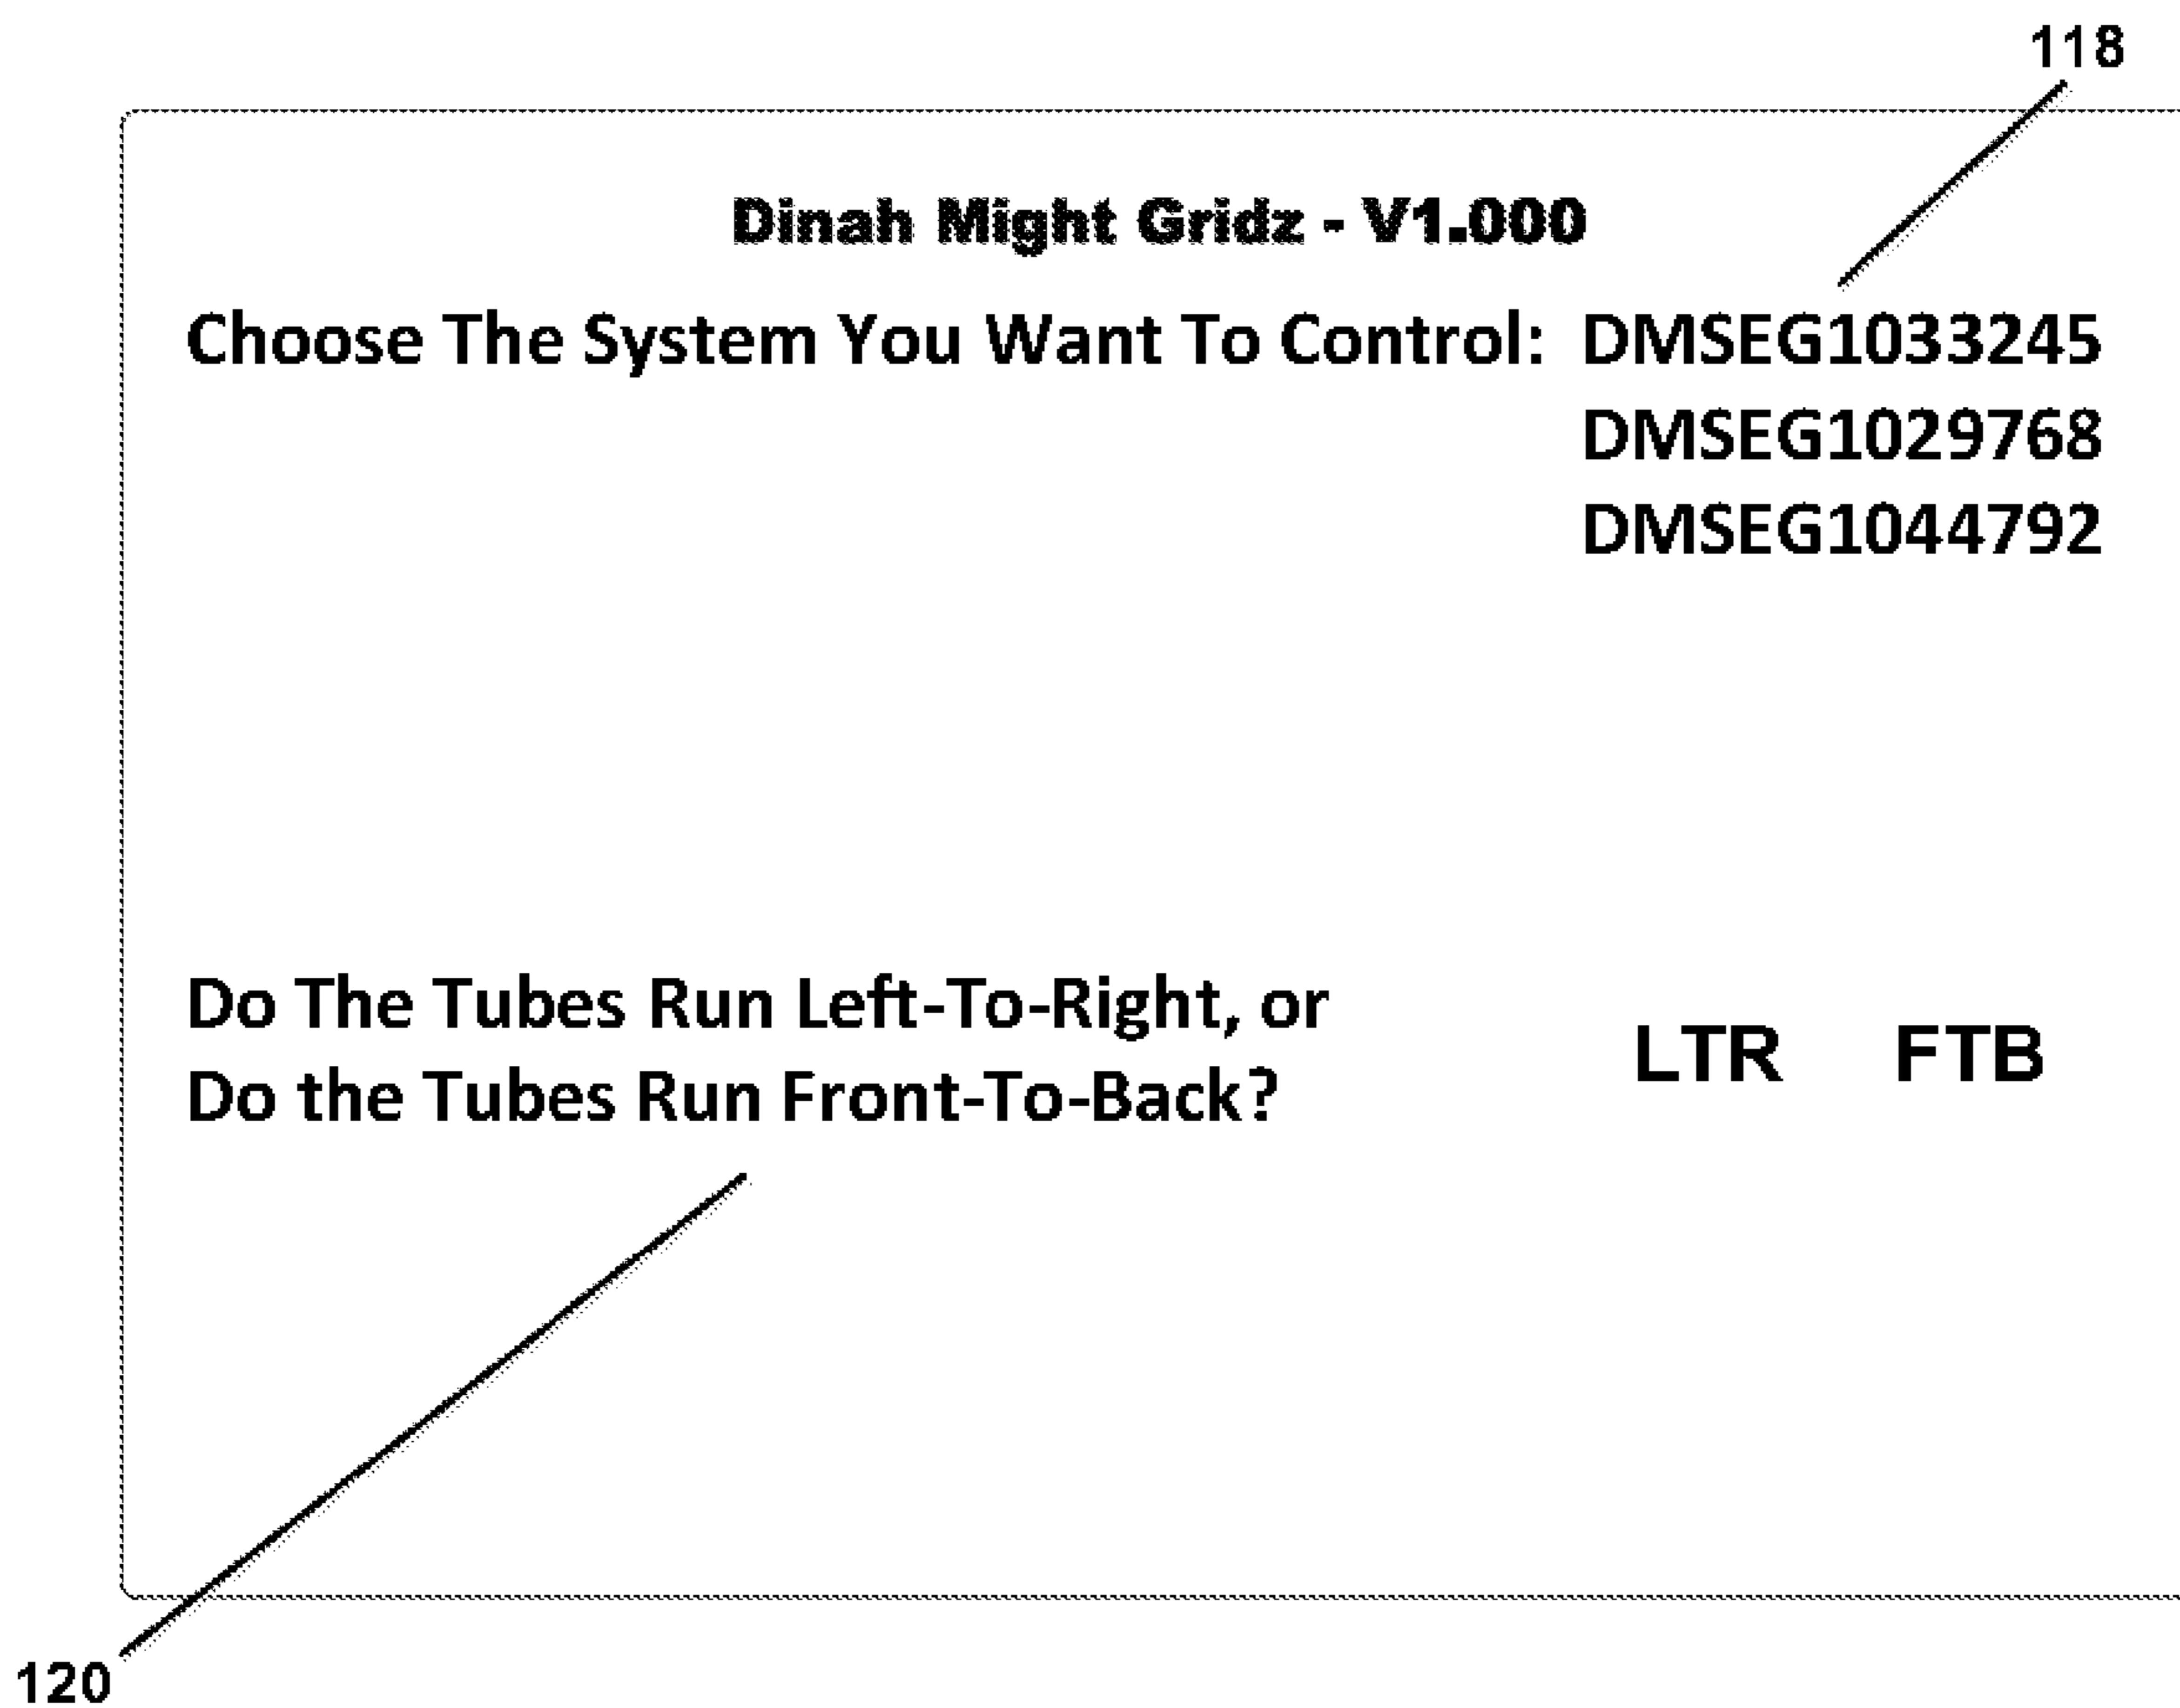 118
Dinah Might Gridz - V1.000
Choose The System You Want To Control: DMSEG1033245
DMSEG1029768
DMSEG1044792
Do The Tubes Run Left-To-Right, or
Do the Tubes Run Front-To-Back?
LTR FTB
120